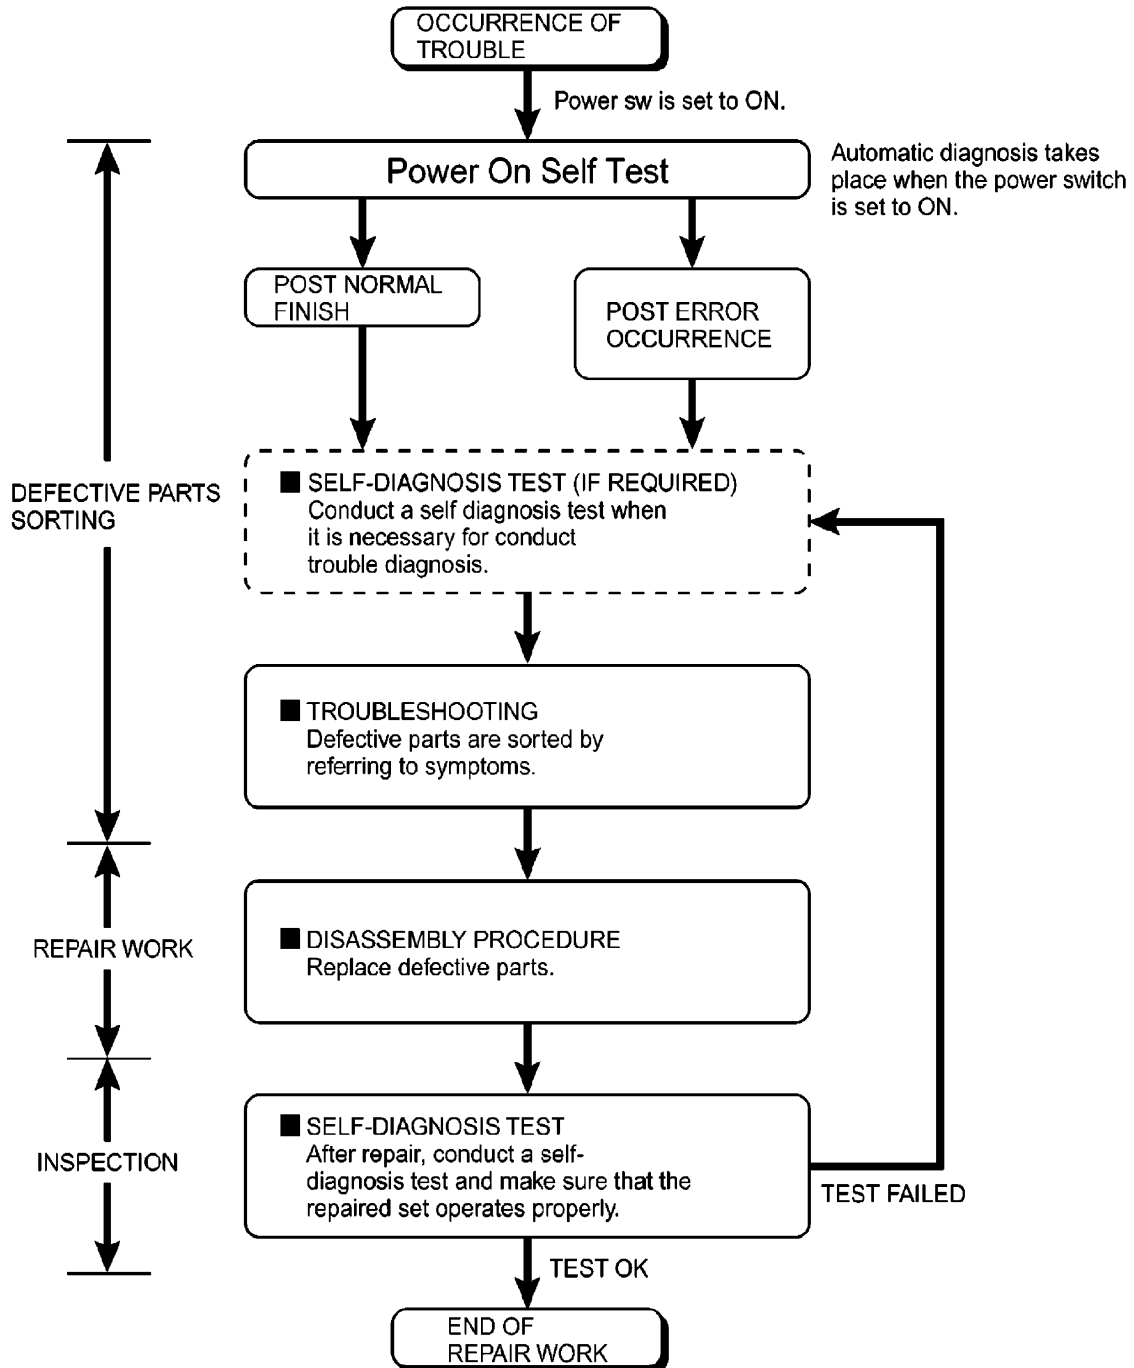 OCCURRENCE OF
TROUBLE
Power sw is set to ON.
Power On Self Test
Automatic diagnosis takes
place when the power switch
is set to ON.
POST NORMAL
FINISH
POST ERROR
OCCURRENCE
DEFECTIVE PARTS
SORTING
■ SELF-DIAGNOSIS TEST (IF REQUIRED)
Conduct a self diagnosis test when
it is necessary for conduct
trouble diagnosis.
■ TROUBLESHOOTING
Defective parts are sorted by
referring to symptoms.
REPAIR WORK
■ DISASSEMBLY PROCEDURE
Replace defective parts.
INSPECTION
■ SELF-DIAGNOSIS TEST
After repair, conduct a self-
diagnosis test and make sure that the
repaired set operates properly.
TEST FAILED
TEST OK
END OF
REPAIR WORK